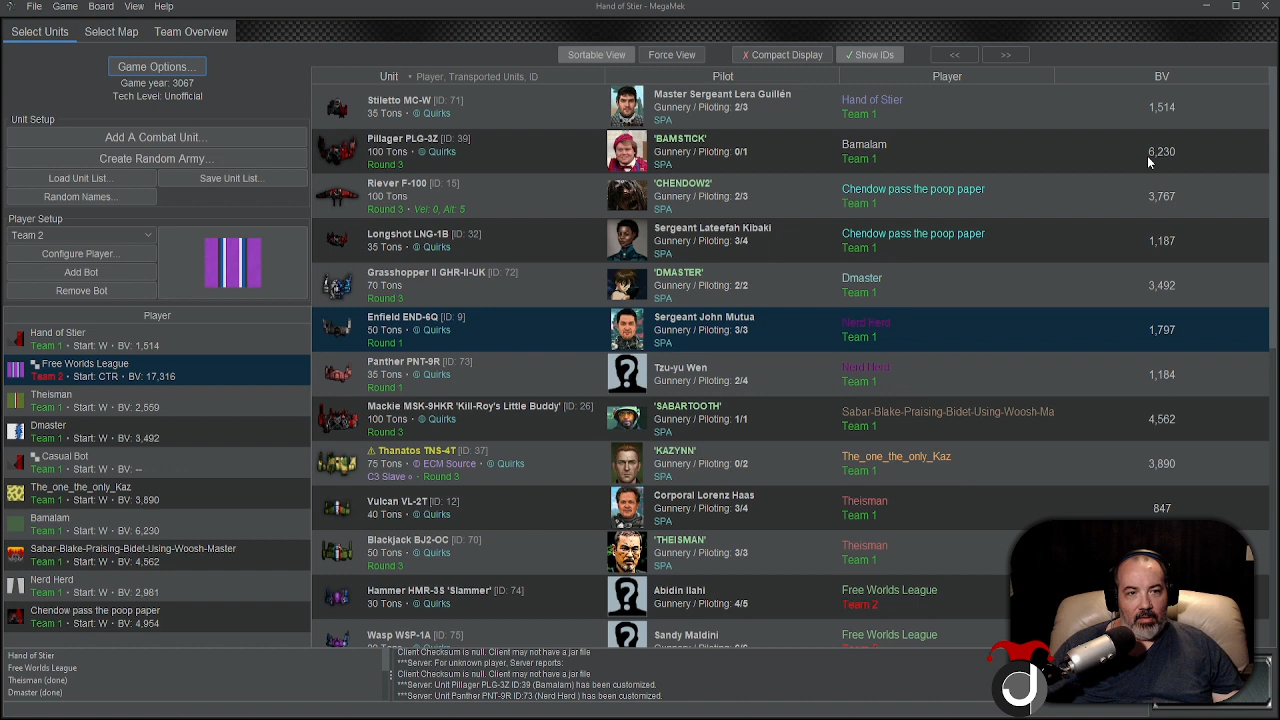 File Game Board View Help
Hand of Stier - MegaMek
Select Units Select Map Team Overview
Game Options...
Game year: 3067
Tech Level: Unofficial
Unit Setup
Add A Combat Unit...
Create Random Army...
Load Unit List... Save Unit List...
Random Names...
Player Setup
Team 2
Configure Player...
Add Bot
Remove Bot
Player
Hand of Stier
Team 1 • Start: W • BV: 1,514
Free Worlds League
Team 2 • Start: CTR • BV: 17,316
Theisman
Team 1 • Start: W • BV: 2,559
Dmaster
Team 1 • Start: W • BV: 3,492
Casual Bot
Team 1 • Start: W • BV: --
The_one_the_only_Kaz
Team 1 • Start: W • BV: 3,890
Bamalam
Team 1 • Start: W • BV: 6,230
Sabar-Blake-Praising-Bidet-Using-Woosh-Master
Team 1 • Start: W • BV: 4,562
Nerd Herd
Team 1 • Start: W • BV: 2,981
Chendow pass the poop paper
Team 1 • Start: W • BV: 4,954
Hand of Stier
Free Worlds League
Theisman (done)
Dmaster (done)
Sortable View Force View ✗ Compact Display ✓ Show IDs << >>
Unit ▾ Player, Transported Units, ID Pilot Player BV
Stiletto MC-W [ID: 71]
35 Tons • Quirks
Master Sergeant Lera Guillén
Gunnery / Piloting: 2/3
SPA
Hand of Stier
Team 1
1,514
Pillager PLG-3Z [ID: 39]
100 Tons • Quirks
Round 3
'BAMSTICK'
Gunnery / Piloting: 0/1
SPA
Bamalam
Team 1
6,230
Riever F-100 [ID: 15]
100 Tons
Round 3 • Vel: 0, Alt: 5
'CHENDOW2'
Gunnery / Piloting: 2/3
SPA
Chendow pass the poop paper
Team 1
3,767
Longshot LNG-1B [ID: 32]
35 Tons • Quirks
Sergeant Lateefah Kibaki
Gunnery / Piloting: 3/4
SPA
Chendow pass the poop paper
Team 1
1,187
Grasshopper II GHR-II-UK [ID: 72]
70 Tons
Round 3
'DMASTER'
Gunnery / Piloting: 2/2
SPA
Dmaster
Team 1
3,492
Enfield END-6Q [ID: 9]
50 Tons • Quirks
Round 1
Sergeant John Mutua
Gunnery / Piloting: 3/3
SPA
Nerd Herd
Team 1
1,797
Panther PNT-9R [ID: 73]
35 Tons • Quirks
Round 1
Tzu-yu Wen
Gunnery / Piloting: 2/4
Nerd Herd
Team 1
1,184
Mackie MSK-9HKR 'Kill-Roy's Little Buddy' [ID: 26]
100 Tons • Quirks
Round 3
'SABARTOOTH'
Gunnery / Piloting: 1/1
SPA
Sabar-Blake-Praising-Bidet-Using-Woosh-Ma
Team 1
4,562
⚠ Thanatos TNS-4T [ID: 37]
75 Tons • ECM Source • Quirks
C3 Slave • Round 3
'KAZYNN'
Gunnery / Piloting: 0/2
SPA
The_one_the_only_Kaz
Team 1
3,890
Vulcan VL-2T [ID: 12]
40 Tons • Quirks
Corporal Lorenz Haas
Gunnery / Piloting: 3/4
SPA
Theisman
Team 1
847
Blackjack BJ2-OC [ID: 70]
50 Tons • Quirks
Round 3
'THEISMAN'
Gunnery / Piloting: 3/3
SPA
Theisman
Team 1
Hammer HMR-3S 'Slammer' [ID: 74]
30 Tons • Quirks
Abidin Ilahi
Gunnery / Piloting: 4/5
Free Worlds League
Team 2
Wasp WSP-1A [ID: 75]
Sandy Maldini
Free Worlds League
Client Checksum is null. Client may not have a jar file
***Server: For unknown player, Server reports:
Client Checksum is null. Client may not have a jar file
***Server: Unit Pillager PLG-3Z ID:39 (Bamalam) has been customized.
***Server: Unit Panther PNT-9R ID:73 (Nerd Herd ) has been customized.